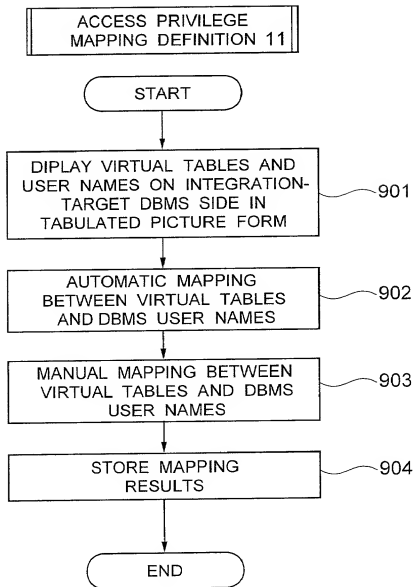 ACCESS PRIVILEGE
MAPPING DEFINITION 11
START
DIPLAY VIRTUAL TABLES AND
USER NAMES ON INTEGRATION-
TARGET DBMS SIDE IN
TABULATED PICTURE FORM
901
AUTOMATIC MAPPING
BETWEEN VIRTUAL TABLES
AND DBMS USER NAMES
902
MANUAL MAPPING BETWEEN
VIRTUAL TABLES AND DBMS
USER NAMES
903
STORE MAPPING
RESULTS
904
END